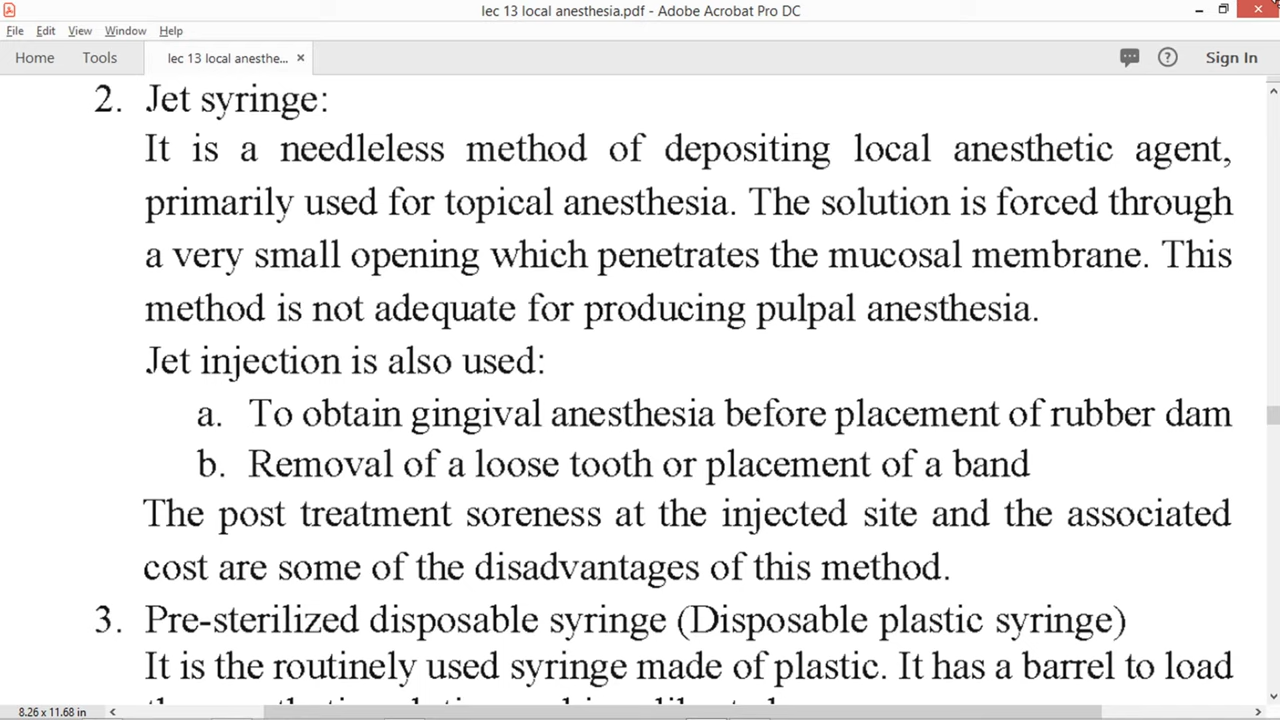 lec 13 local anesthesia.pdf - Adobe Acrobat Pro DC
File Edit View Window Help
Home Tools lec 13 local anesthe... × Sign In
2. Jet syringe:
It is a needleless method of depositing local anesthetic agent,
primarily used for topical anesthesia. The solution is forced through
a very small opening which penetrates the mucosal membrane. This
method is not adequate for producing pulpal anesthesia.
Jet injection is also used:
a. To obtain gingival anesthesia before placement of rubber dam
b. Removal of a loose tooth or placement of a band
The post treatment soreness at the injected site and the associated
cost are some of the disadvantages of this method.
3. Pre-sterilized disposable syringe (Disposable plastic syringe)
It is the routinely used syringe made of plastic. It has a barrel to load
8.26 x 11.68 in